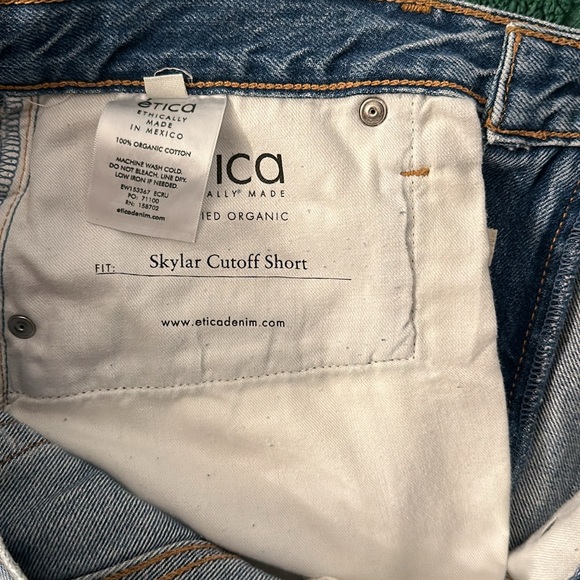 ética
ETHICALLY
MADE
IN MEXICO
100% ORGANIC COTTON
MACHINE WASH COLD.
DO NOT BLEACH. LINE DRY.
LOW IRON IF NEEDED.
EW153367 ECRU
PO: 71100
RN: 158702
eticadenim.com
ica
ALLY® MADE
IED ORGANIC
FIT: Skylar Cutoff Short
www.eticadenim.com